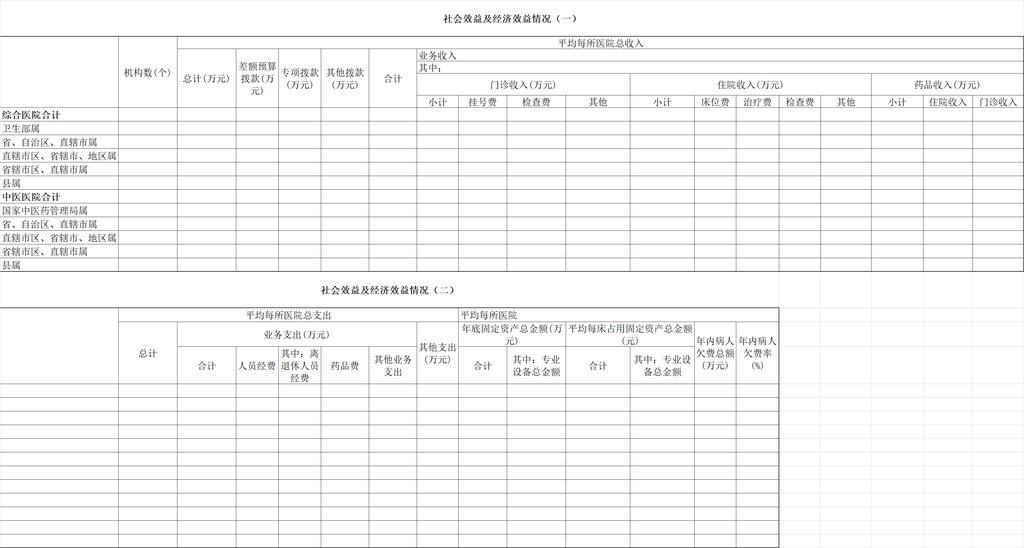 社会效益及经济效益情况（一）
平均每所医院总收入
业务收入
其中：
机构数(个)
总计(万元)
差额预算
拨款(万
元)
专项拨款
(万元)
其他拨款
(万元)
合计
门诊收入(万元)
住院收入(万元)
药品收入(万元)
小计
挂号费
检查费
其他
小计
床位费
治疗费
检查费
其他
小计
住院收入
门诊收入
综合医院合计
卫生部属
省、自治区、直辖市属
直辖市区、省辖市、地区属
省辖市区、直辖市属
县属
中医医院合计
国家中医药管理局属
省、自治区、直辖市属
直辖市区、省辖市、地区属
省辖市区、直辖市属
县属
社会效益及经济效益情况（二）
平均每所医院总支出
平均每所医院
总计
业务支出(万元)
合计
人员经费
其中：离
退休人员
经费
药品费
其他业务
支出
其他支出
(万元)
年底固定资产总金额(万
元)
合计
其中：专业
设备总金额
平均每床占用固定资产总金额
(元)
合计
其中：专业设
备总金额
年内病人
欠费总额
(万元)
年内病人
欠费率
(%)